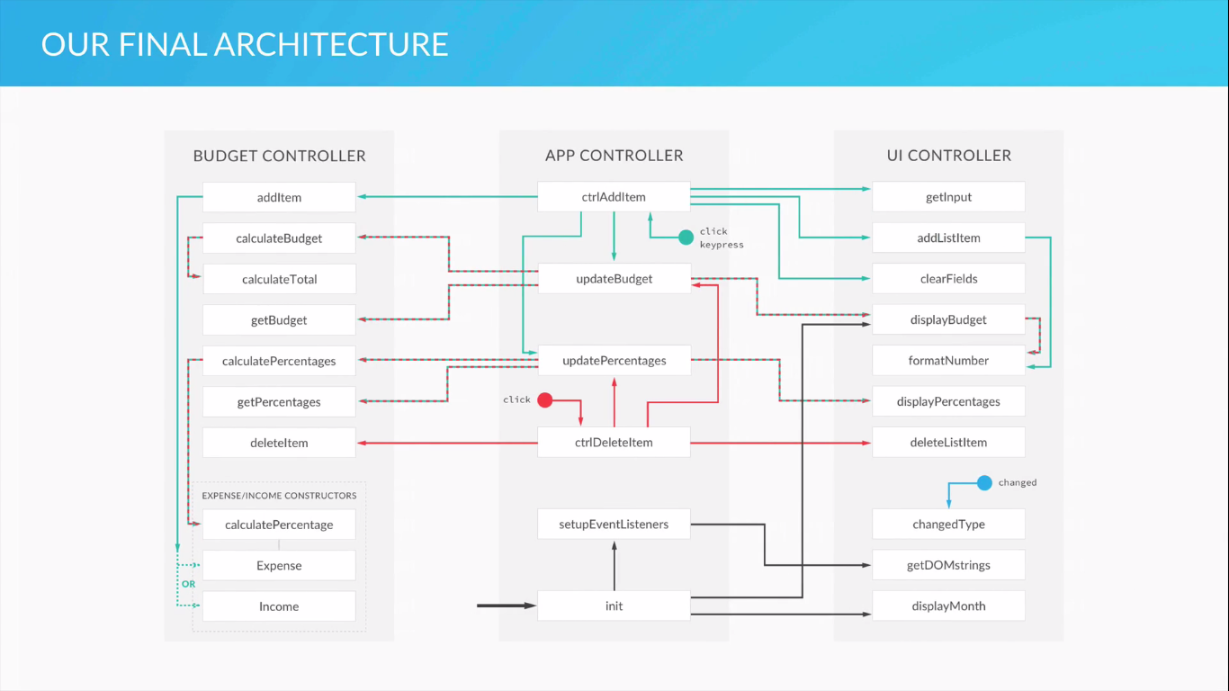 OUR FINAL ARCHITECTURE
BUDGET CONTROLLER
addItem
calculateBudget
calculateTotal
getBudget
calculatePercentages
getPercentages
deleteItem
EXPENSE/INCOME CONSTRUCTORS
calculatePercentage
Expense
OR
Income
APP CONTROLLER
ctrlAddItem
click
keypress
updateBudget
updatePercentages
click
ctrlDeleteItem
setupEventListeners
init
UI CONTROLLER
getInput
addListItem
clearFields
displayBudget
formatNumber
displayPercentages
deleteListItem
changed
changedType
getDOMstrings
displayMonth